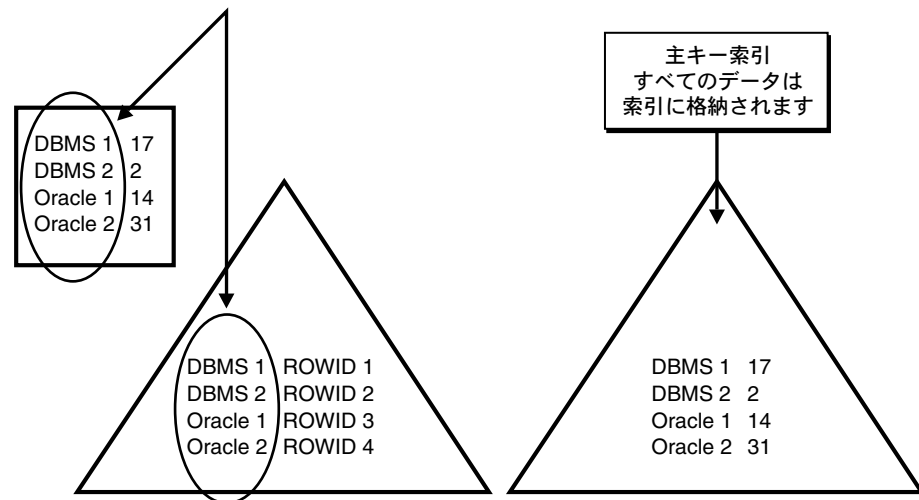 主キー索引
すべてのデータは
索引に格納されます
DBMS 1 17
DBMS 2 2
Oracle 1 14
Oracle 2 31
DBMS 1 ROWID 1
DBMS 2 ROWID 2
Oracle 1 ROWID 3
Oracle 2 ROWID 4
DBMS 1 17
DBMS 2 2
Oracle 1 14
Oracle 2 31